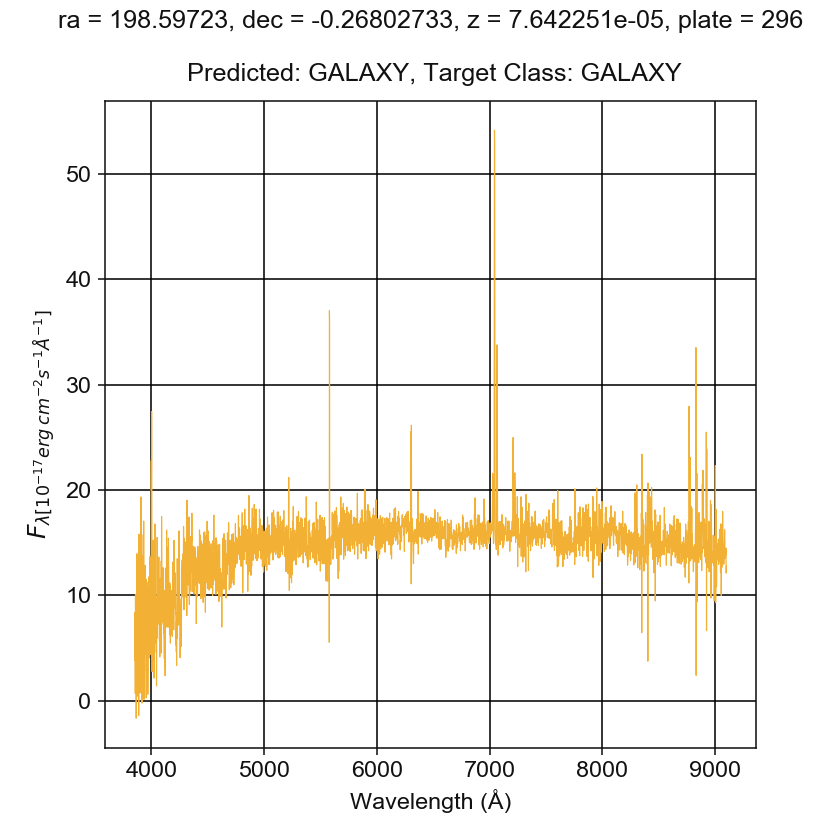 ra = 198.59723, dec = -0.26802733, z = 7.642251e-05, plate = 296
Predicted: GALAXY, Target Class: GALAXY
50
40
30
20
10
0
F_{λ[10^{-17} erg cm^{-2} s^{-1} Å^{-1}]}
4000 5000 6000 7000 8000 9000
Wavelength (Å)